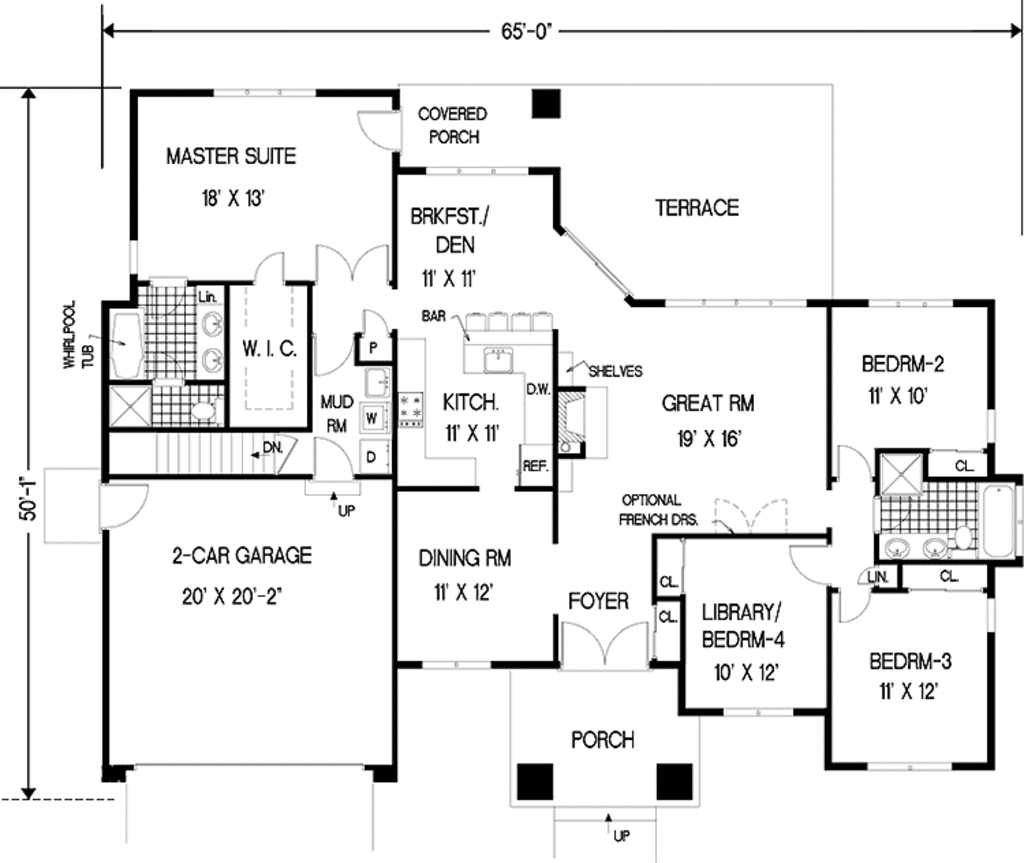 65'-0"
50'-1"
COVERED
PORCH
MASTER SUITE
18' X 13'
TERRACE
BRKFST./
DEN
11' X 11'
Lin.
WHIRLPOOL
TUB
W. I. C.
BAR
P
SHELVES
BEDRM-2
11' X 10'
D.W.
KITCH.
11' X 11'
GREAT RM
19' X 16'
MUD
RM
W
D
DN.
REF.
CL.
UP
OPTIONAL
FRENCH DRS.
2-CAR GARAGE
20' X 20'-2"
DINING RM
11' X 12'
FOYER
CL.
CL.
LIN.
CL.
LIBRARY/
BEDRM-4
10' X 12'
BEDRM-3
11' X 12'
PORCH
UP